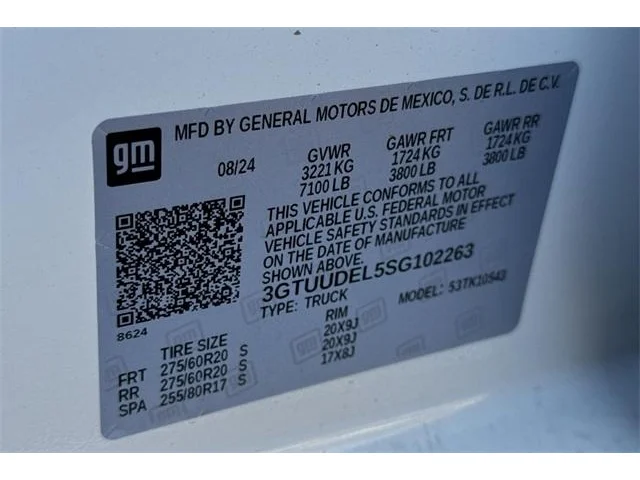 gm
MFD BY GENERAL MOTORS DE MEXICO, S. DE R.L. DE C.V.
08/24 GVWR GAWR FRT GAWR RR
3221 KG 1724 KG 1724 KG
7100 LB 3800 LB 3800 LB
THIS VEHICLE CONFORMS TO ALL
APPLICABLE U.S. FEDERAL MOTOR
VEHICLE SAFETY STANDARDS IN EFFECT
ON THE DATE OF MANUFACTURE
SHOWN ABOVE.
3GTUUDEL5SG102263
TYPE: TRUCK MODEL: 53TK10543
8624
TIRE SIZE RIM
FRT 275/60R20 S 20X9J
RR 275/60R20 S 20X9J
SPA 255/80R17 S 17X8J